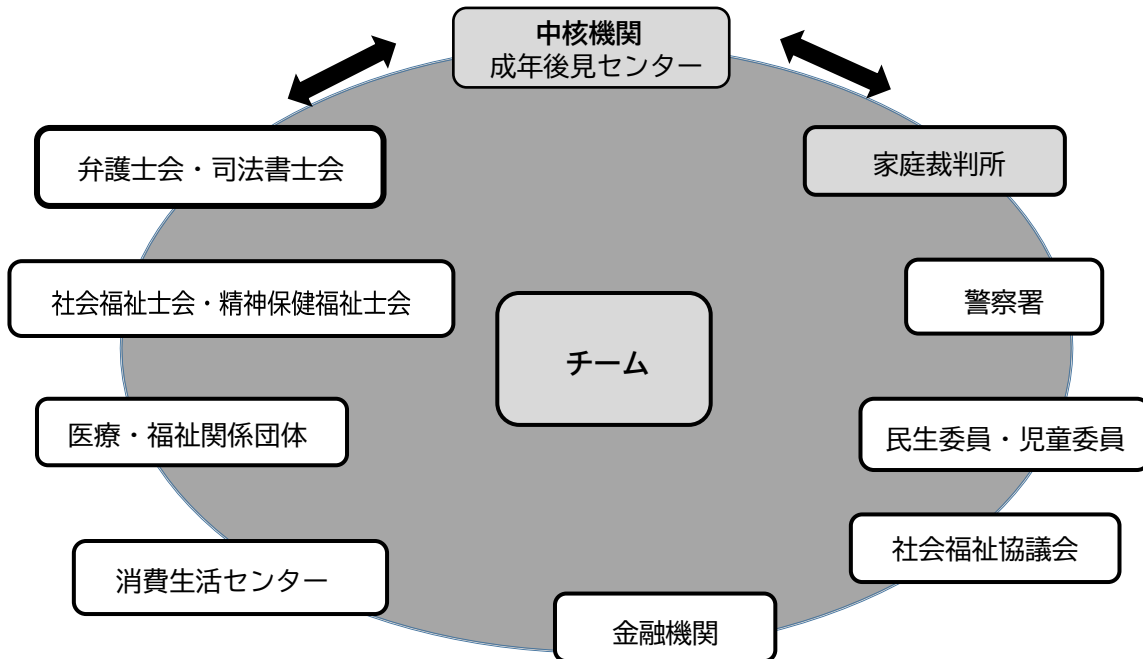 中核機関
成年後見センター
弁護士会・司法書士会
家庭裁判所
社会福祉士会・精神保健福祉士会
警察署
チーム
医療・福祉関係団体
民生委員・児童委員
消費生活センター
社会福祉協議会
金融機関